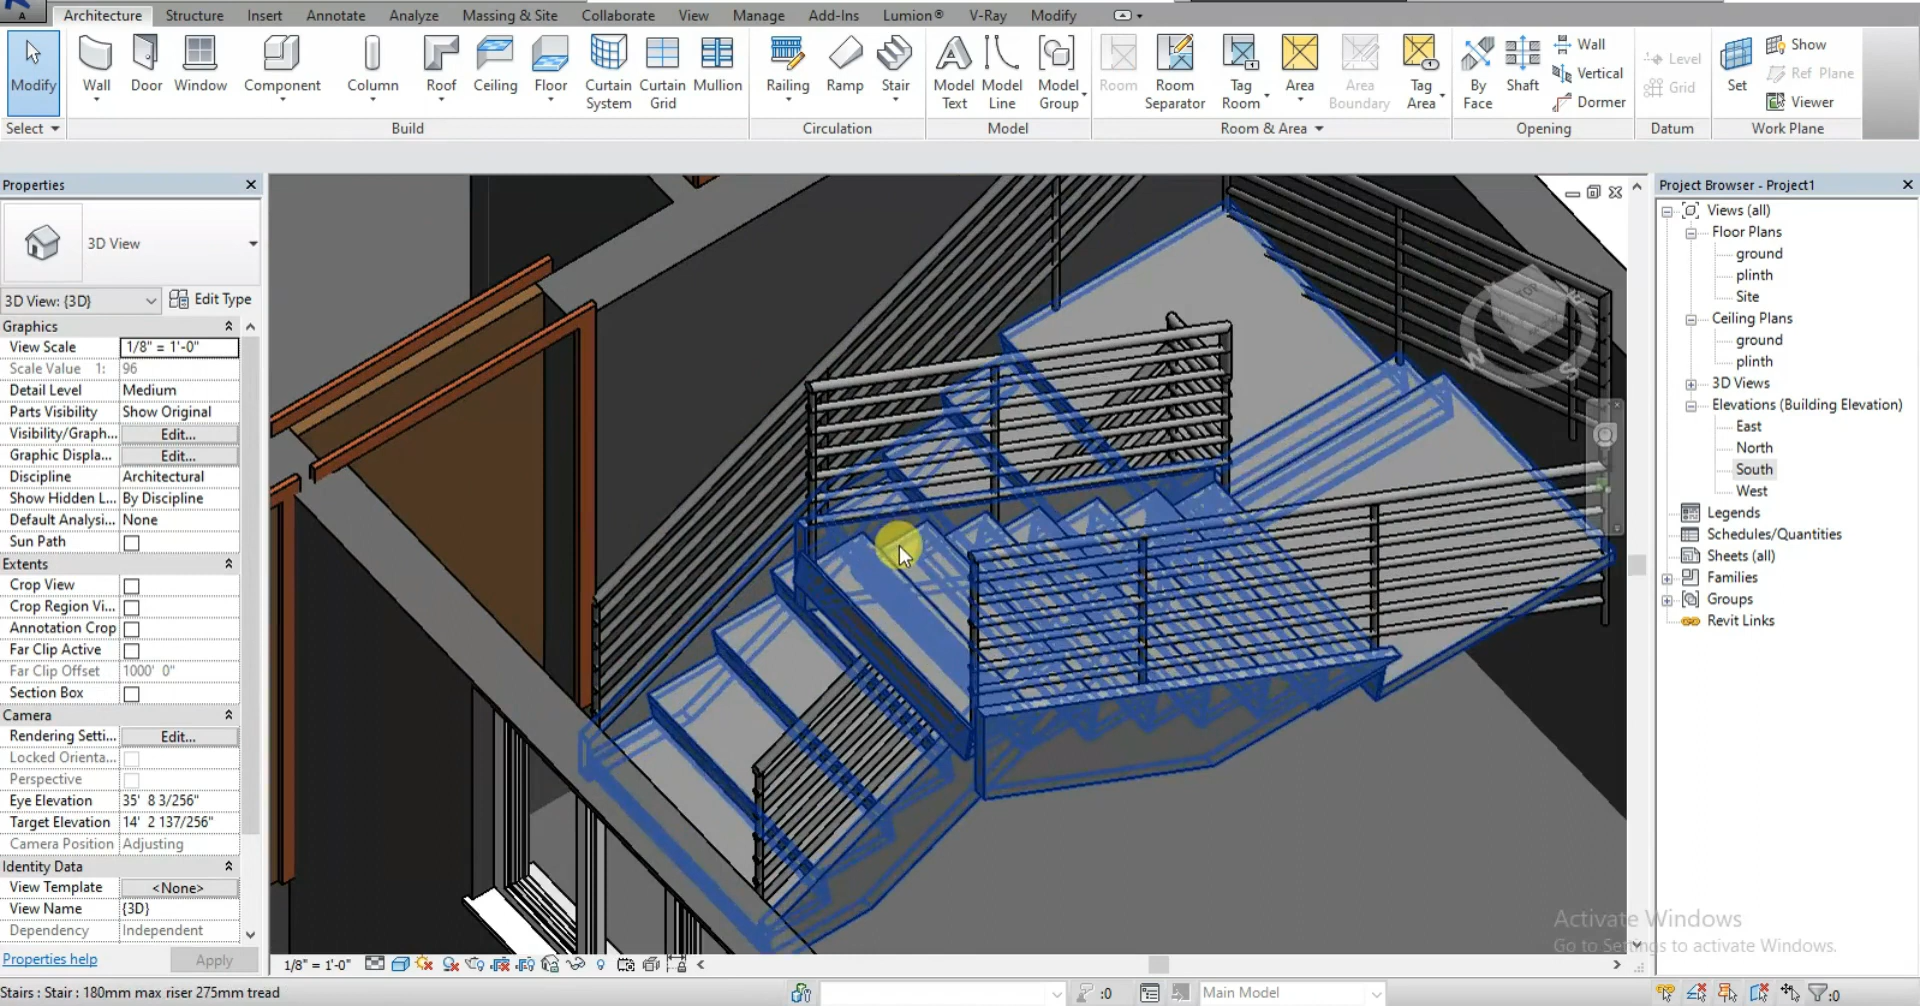 Architecture Structure Insert Annotate Analyze Massing & Site Collaborate View Manage Add-Ins Lumion® V-Ray Modify
Modify Wall Door Window Component Column Roof Ceiling Floor Curtain System Curtain Grid Mullion Railing Ramp Stair Model Text Model Line Model Group Room Room Separator Tag Room Area Area Boundary Tag Area By Face Shaft Wall Vertical Dormer Level Grid Set Show Ref Plane Viewer
Select Build Circulation Model Room & Area Opening Datum Work Plane
Properties
3D View
3D View: {3D} Edit Type
Graphics
View Scale 1/8" = 1'-0"
Scale Value 1: 96
Detail Level Medium
Parts Visibility Show Original
Visibility/Graph... Edit...
Graphic Displa... Edit...
Discipline Architectural
Show Hidden L... By Discipline
Default Analysi... None
Sun Path
Extents
Crop View
Crop Region Vi...
Annotation Crop
Far Clip Active
Far Clip Offset 1000' 0"
Section Box
Camera
Rendering Setti... Edit...
Locked Orienta...
Perspective
Eye Elevation 35' 8 3/256"
Target Elevation 14' 2 137/256"
Camera Position Adjusting
Identity Data
View Template <None>
View Name {3D}
Dependency Independent
Properties help Apply
TOP
W
S
E
Project Browser - Project1
Views (all)
Floor Plans
ground
plinth
Site
Ceiling Plans
ground
plinth
3D Views
Elevations (Building Elevation)
East
North
South
West
Legends
Schedules/Quantities
Sheets (all)
Families
Groups
Revit Links
Activate Windows
Go to Settings to activate Windows.
1/8" = 1'-0"
Stairs : Stair : 180mm max riser 275mm tread
:0
Main Model
:0